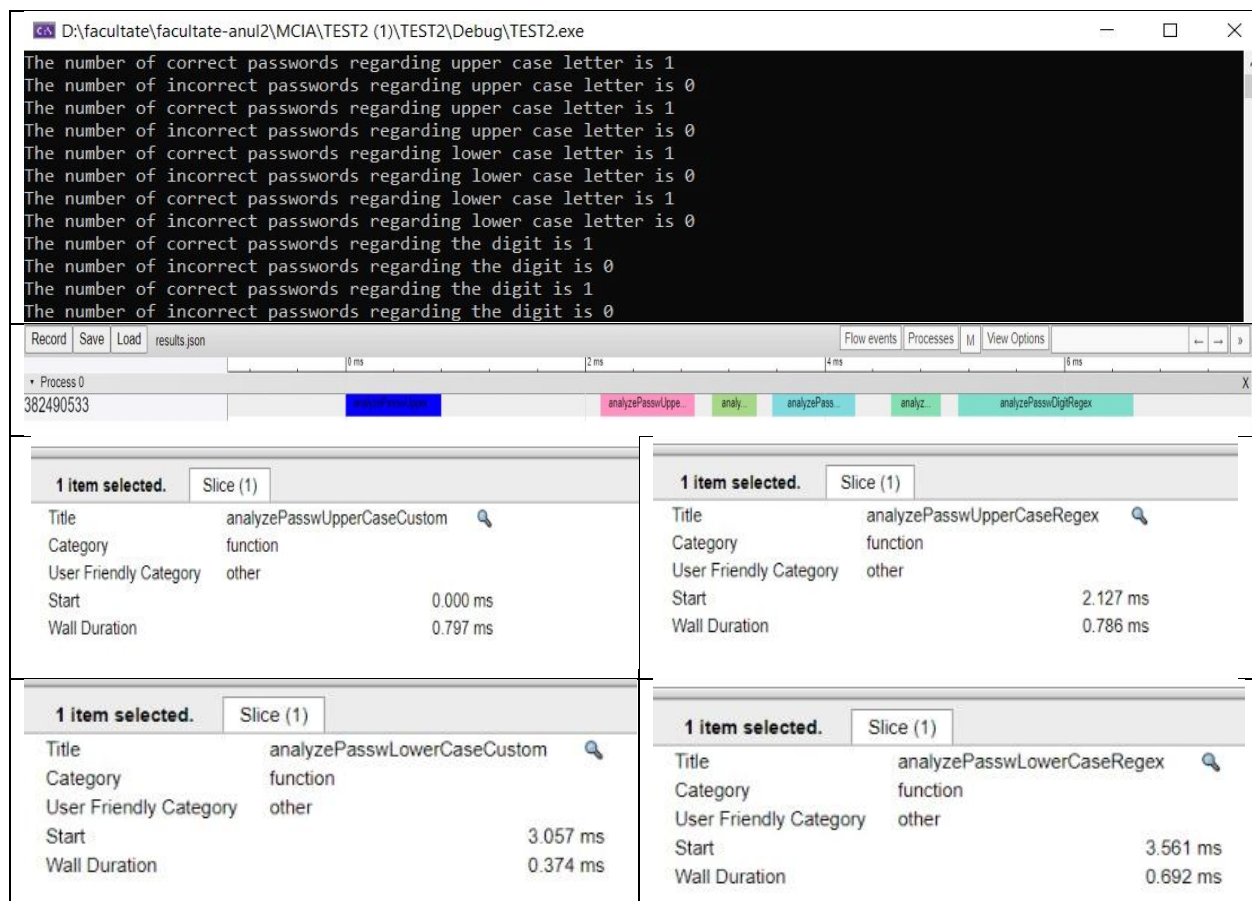 D:\facultate\facultate-anul2\MCIA\TEST2 (1)\TEST2\Debug\TEST2.exe
The number of correct passwords regarding upper case letter is 1
The number of incorrect passwords regarding upper case letter is 0
The number of correct passwords regarding upper case letter is 1
The number of incorrect passwords regarding upper case letter is 0
The number of correct passwords regarding lower case letter is 1
The number of incorrect passwords regarding lower case letter is 0
The number of correct passwords regarding lower case letter is 1
The number of incorrect passwords regarding lower case letter is 0
The number of correct passwords regarding the digit is 1
The number of incorrect passwords regarding the digit is 0
The number of correct passwords regarding the digit is 1
The number of incorrect passwords regarding the digit is 0
Record Save Load results.json Flow events Processes M View Options ← → »
0 ms 2 ms 4 ms 6 ms
Process 0 X
382490533 analyzePasswUppe... analy... analyzePass... analyz... analyzePasswDigitRegex
1 item selected. Slice (1)
Title analyzePasswUpperCaseCustom
Category function
User Friendly Category other
Start 0.000 ms
Wall Duration 0.797 ms
1 item selected. Slice (1)
Title analyzePasswUpperCaseRegex
Category function
User Friendly Category other
Start 2.127 ms
Wall Duration 0.786 ms
1 item selected. Slice (1)
Title analyzePasswLowerCaseCustom
Category function
User Friendly Category other
Start 3.057 ms
Wall Duration 0.374 ms
1 item selected. Slice (1)
Title analyzePasswLowerCaseRegex
Category function
User Friendly Category other
Start 3.561 ms
Wall Duration 0.692 ms